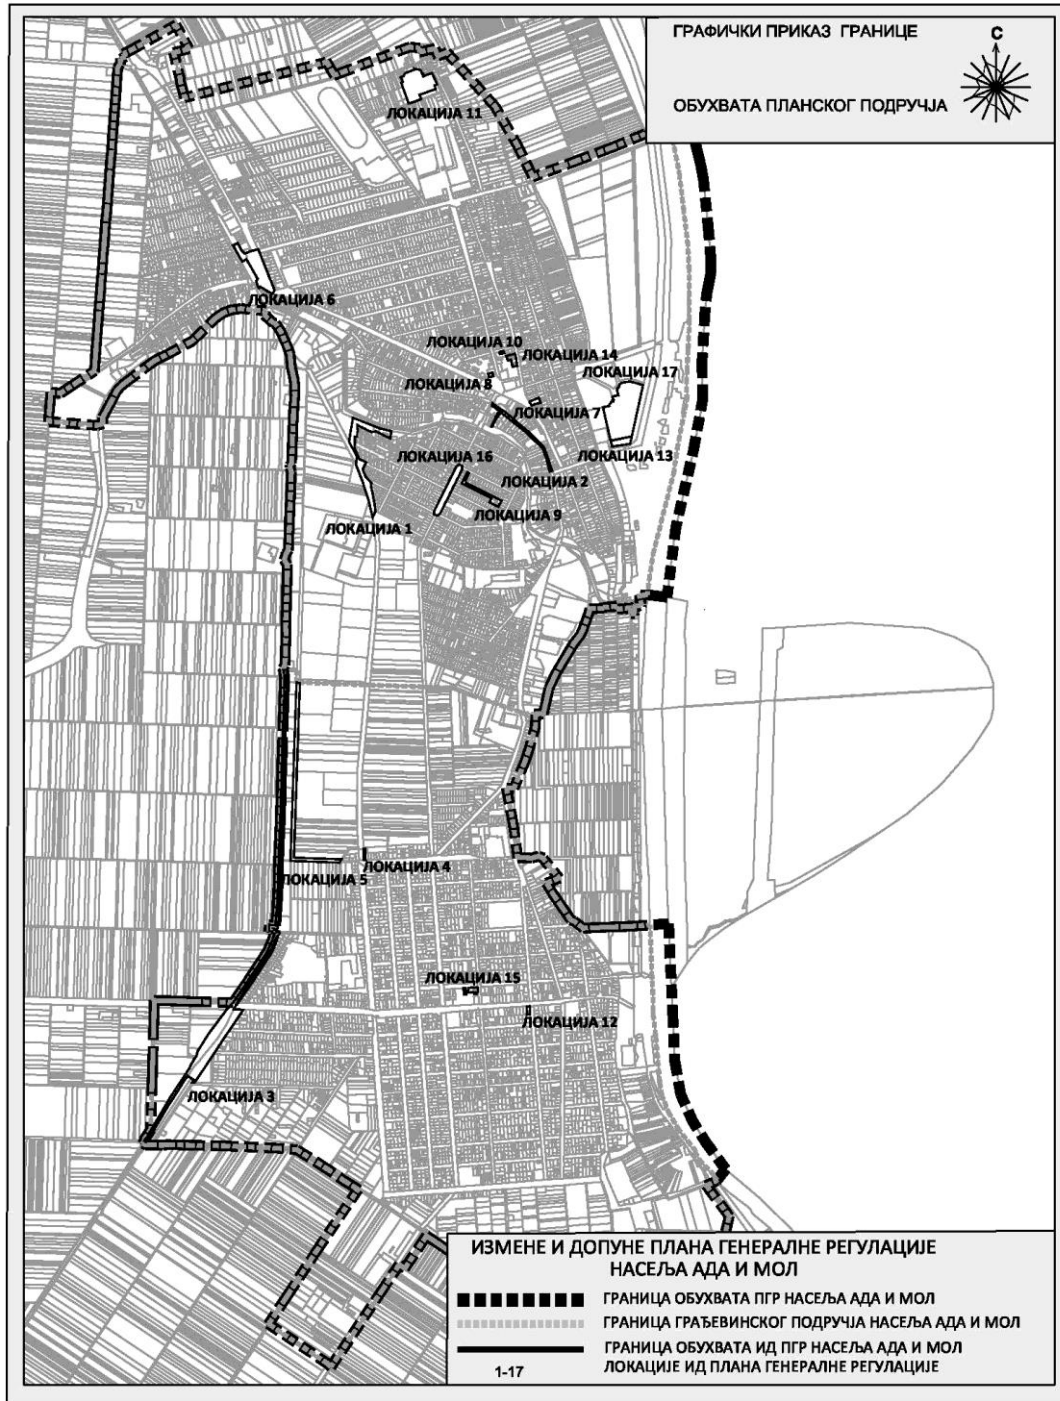 ГРАФИЧКИ ПРИКАЗ ГРАНИЦЕ
С
ОБУХВАТА ПЛАНСКОГ ПОДРУЧЈА
ЛОКАЦИЈА 11
ЛОКАЦИЈА 6
ЛОКАЦИЈА 10
ЛОКАЦИЈА 14
ЛОКАЦИЈА 17
ЛОКАЦИЈА 8
ЛОКАЦИЈА 7
ЛОКАЦИЈА 16
ЛОКАЦИЈА 13
ЛОКАЦИЈА 2
ЛОКАЦИЈА 9
ЛОКАЦИЈА 1
ЛОКАЦИЈА 4
ЛОКАЦИЈА 5
ЛОКАЦИЈА 15
ЛОКАЦИЈА 12
ЛОКАЦИЈА 3
ИЗМЕНЕ И ДОПУНЕ ПЛАНА ГЕНЕРАЛНЕ РЕГУЛАЦИЈЕ
НАСЕЉА АДА И МОЛ
ГРАНИЦА ОБУХВАТА ПГР НАСЕЉА АДА И МОЛ
ГРАНИЦА ГРАЂЕВИНСКОГ ПОДРУЧЈА НАСЕЉА АДА И МОЛ
ГРАНИЦА ОБУХВАТА ИД ПГР НАСЕЉА АДА И МОЛ
1-17 ЛОКАЦИЈЕ ИД ПЛАНА ГЕНЕРАЛНЕ РЕГУЛАЦИЈЕ